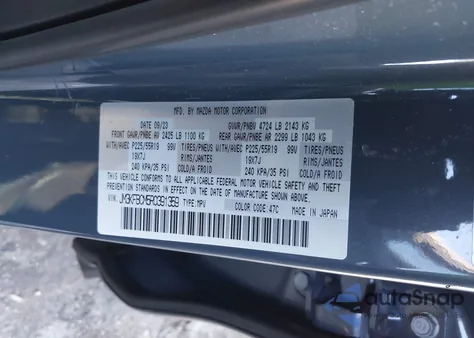 MFD. BY MAZDA MOTOR CORPORATION
DATE 09/23 GVWR/PNBV 4724 LB 2143 KG
FRONT GAWR/PNBE AV 2425 LB 1100 KG REAR GAWR/PNBE AR 2299 LB 1043 KG
WITH/AVEC P225/55R19 99V TIRES/PNEUS WITH/AVEC P225/55R19 99V TIRES/PNEUS
19X7J RIMS/JANTES 19X7J RIMS/JANTES
240 KPA/35 PSI COLD/A FROID 240 KPA/35 PSI COLD/A FROID
THIS VEHICLE CONFORMS TO ALL APPLICABLE FEDERAL MOTOR VEHICLE
SAFETY, BUMPER, AND THEFT PREVENTION STANDARDS IN
EFFECT ON THE DATE OF MANUFACTURE SHOWN ABOVE.
JM3KFBCM5R0391359 TYPE:MPV COLOR CODE:47C MADE IN JAPAN
autoSnap